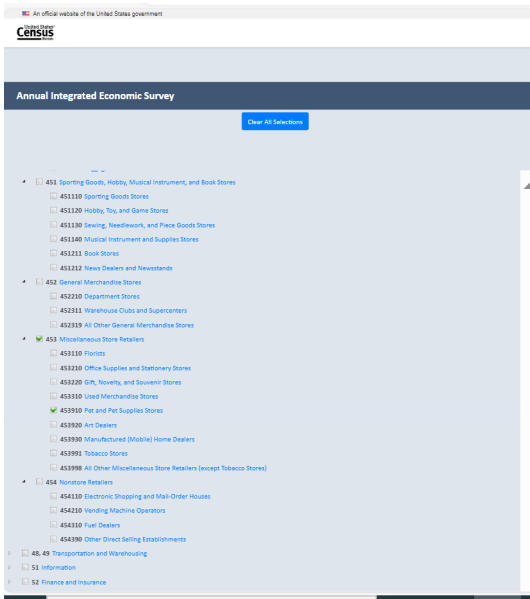 An official website of the United States government
United States®
Census
Bureau
Annual Integrated Economic Survey
Clear All Selections
451 Sporting Goods, Hobby, Musical Instrument, and Book Stores
451110 Sporting Goods Stores
451120 Hobby, Toy, and Game Stores
451130 Sewing, Needlework, and Piece Goods Stores
451140 Musical Instrument and Supplies Stores
451211 Book Stores
451212 News Dealers and Newsstands
452 General Merchandise Stores
452210 Department Stores
452311 Warehouse Clubs and Supercenters
452319 All Other General Merchandise Stores
453 Miscellaneous Store Retailers
453110 Florists
453210 Office Supplies and Stationery Stores
453220 Gift, Novelty, and Souvenir Stores
453310 Used Merchandise Stores
453910 Pet and Pet Supplies Stores
453920 Art Dealers
453930 Manufactured (Mobile) Home Dealers
453991 Tobacco Stores
453998 All Other Miscellaneous Store Retailers (except Tobacco Stores)
454 Nonstore Retailers
454110 Electronic Shopping and Mail-Order Houses
454210 Vending Machine Operators
454310 Fuel Dealers
454390 Other Direct Selling Establishments
48, 49 Transportation and Warehousing
51 Information
52 Finance and Insurance